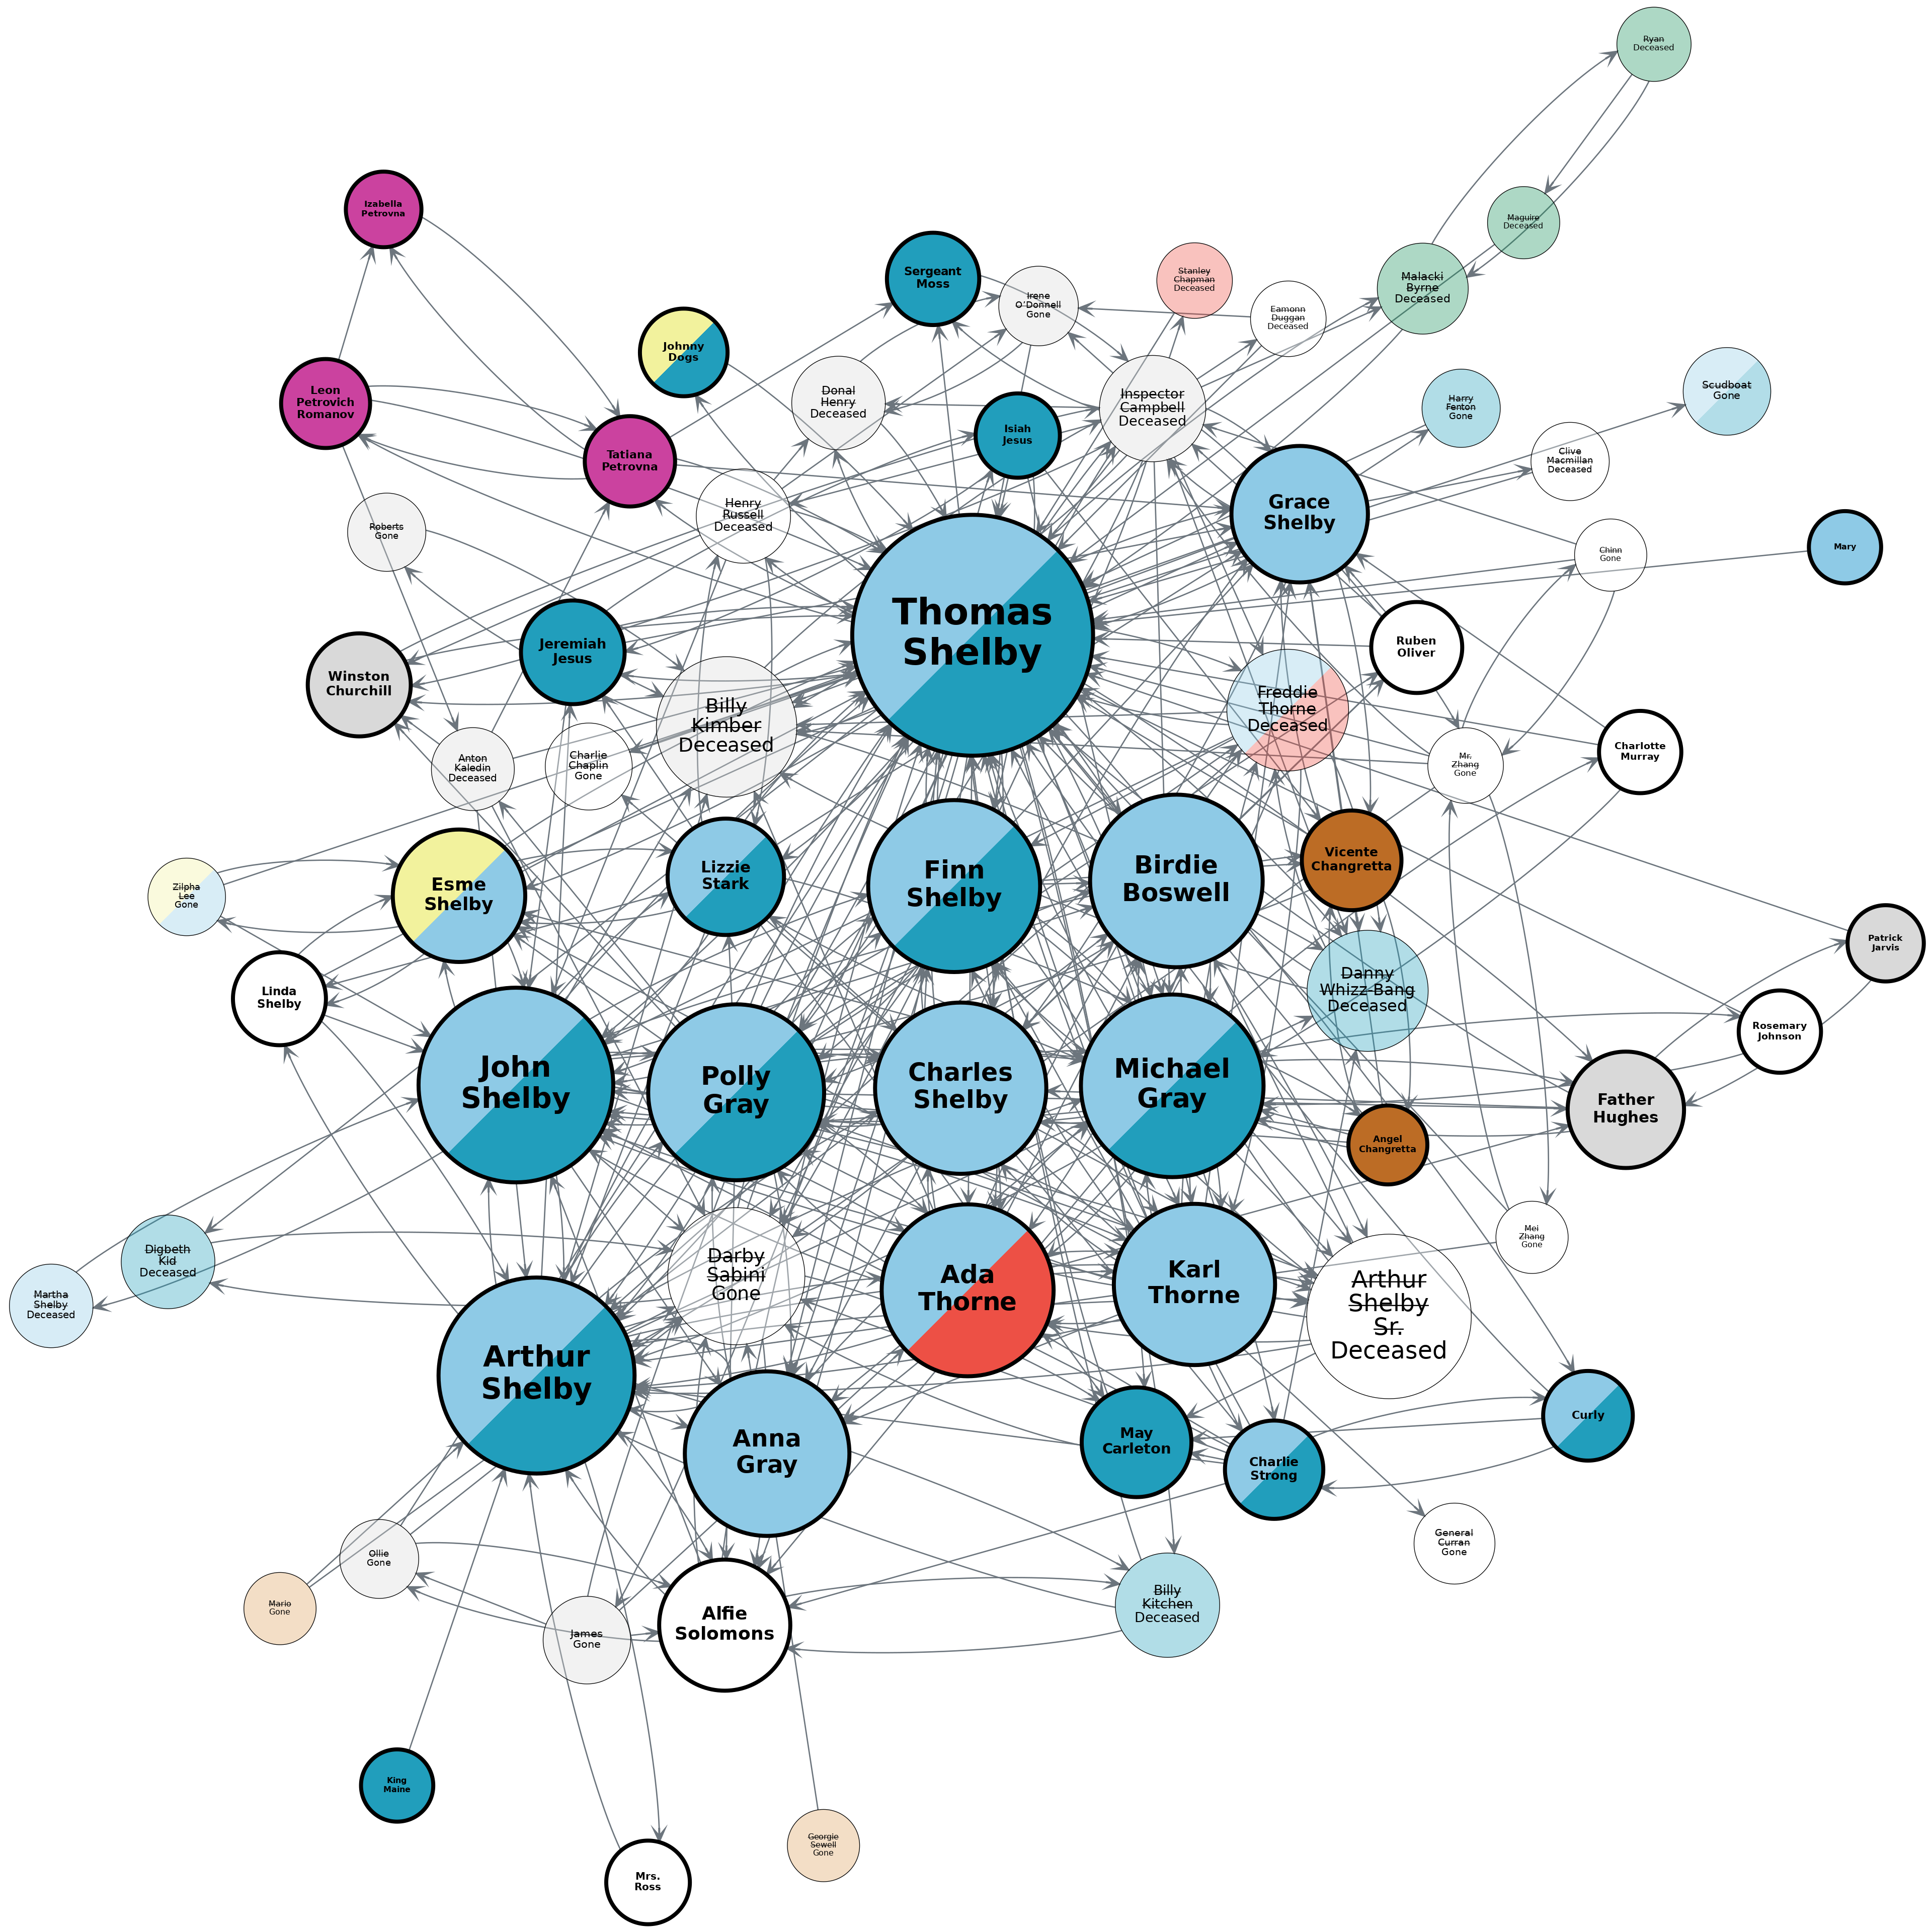 Ryan
Deceased
Izabella
Petrovna
Maguire
Deceased
Sergeant
Moss
Stanley
Chapman
Deceased
Malacki
Byrne
Deceased
Irene
O'Donnell
Gone
Eamonn
Duggan
Deceased
Johnny
Dogs
Leon
Petrovich
Romanov
Donal
Henry
Deceased
Inspector
Campbell
Deceased
Harry
Fenton
Gone
Scudboat
Gone
Isiah
Jesus
Tatiana
Petrovna
Clive
Macmillan
Deceased
Grace
Shelby
Henry
Russell
Deceased
Roberts
Gone
Mary
Chinn
Gone
Thomas
Shelby
Jeremiah
Jesus
Ruben
Oliver
Winston
Churchill
Freddie
Thorne
Deceased
Billy
Kimber
Deceased
Charlotte
Murray
Anton
Kaledin
Deceased
Charlie
Chaplin
Gone
Mr.
Zhang
Gone
Vicente
Changretta
Lizzie
Stark
Finn
Shelby
Birdie
Boswell
Zilpha
Lee
Gone
Esme
Shelby
Patrick
Jarvis
Linda
Shelby
Danny
Whizz-Bang
Deceased
Rosemary
Johnson
John
Shelby
Polly
Gray
Charles
Shelby
Michael
Gray
Father
Hughes
Angel
Changretta
Mei
Zhang
Gone
Digbeth
Kid
Deceased
Martha
Shelby
Deceased
Darby
Sabini
Gone
Ada
Thorne
Karl
Thorne
Arthur
Shelby
Sr.
Deceased
Arthur
Shelby
Curly
Anna
Gray
May
Carleton
Charlie
Strong
General
Curran
Gone
Ollie
Gone
Mario
Gone
James
Gone
Alfie
Solomons
Billy
Kitchen
Deceased
King
Maine
Georgie
Sewell
Gone
Mrs.
Ross